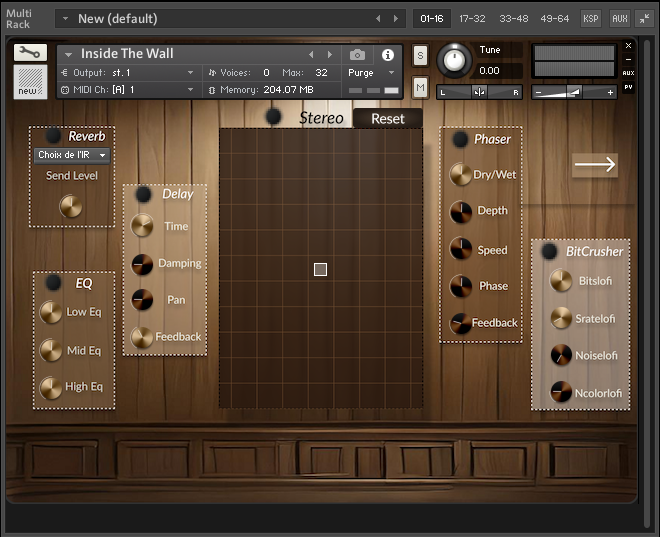 Multi Rack
New (default)
01-16 17-32 33-48 49-64 KSP AUX
new
Inside The Wall
Output: st. 1 Voices: 0 Max: 32 Purge
MIDI Ch: [A] 1 Memory: 204.07 MB
S
M
Tune
0.00
L R
− +
×
AUX
PV
Stereo Reset
Reverb
Choix de l'IR
Send Level
Delay
Time
Damping
Pan
Feedback
EQ
Low Eq
Mid Eq
High Eq
Phaser
Dry/Wet
Depth
Speed
Phase
Feedback
BitCrusher
Bitslofi
Sratelofi
Noiselofi
Ncolorlofi